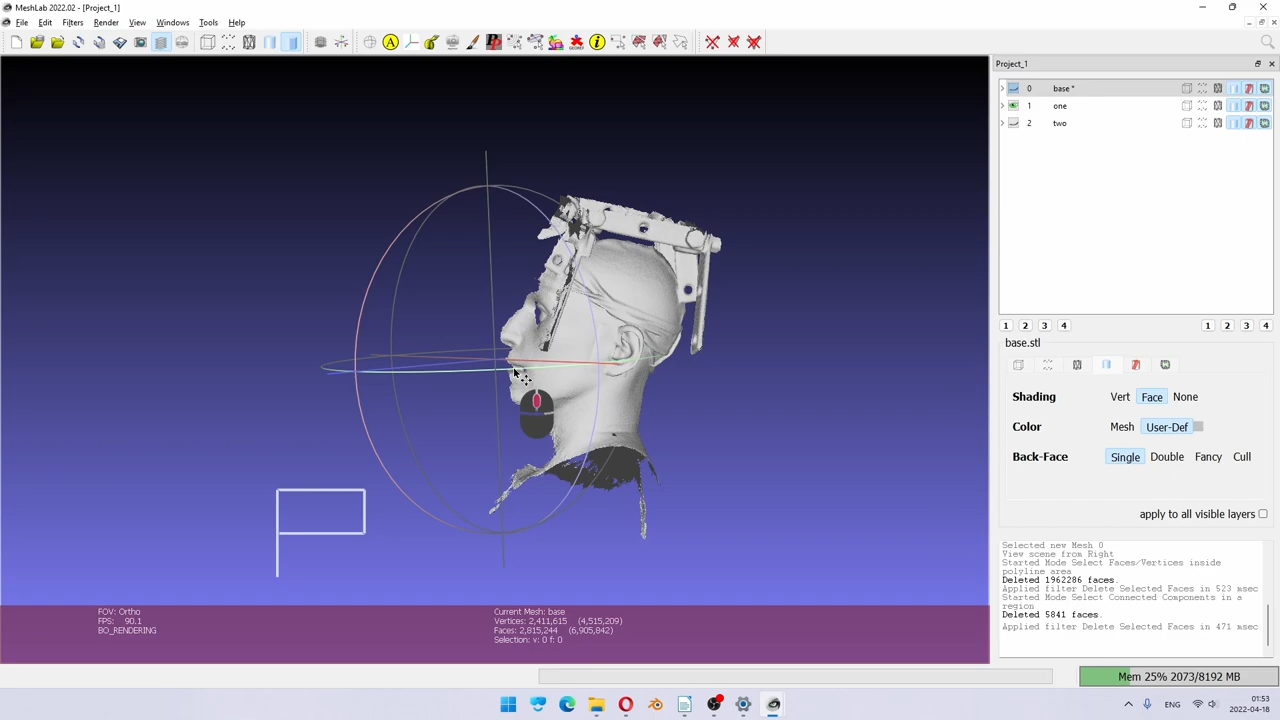 MeshLab 2022.02 - [Project_1]
File Edit Filters Render View Windows Tools Help
Project_1
0 base *
1 one
2 two
1 2 3 4 1 2 3 4
base.stl
Shading Vert Face None
Color Mesh User-Def
Back-Face Single Double Fancy Cull
apply to all visible layers
Selected new Mesh 0
View scene from Right
Started Mode Select Faces/Vertices inside
polyline area
Deleted 1962286 faces.
Applied filter Delete Selected Faces in 523 msec
Started Mode Select Connected Components in a
region
Deleted 5841 faces.
Applied filter Delete Selected Faces in 471 msec
P
FOV: Ortho
FPS: 90.1
BO_RENDERING
Current Mesh: base
Vertices: 2,411,615 (4,515,209)
Faces: 2,815,244 (6,905,842)
Selection: v: 0 f: 0
Mem 25% 2073/8192 MB
01:53
2022-04-18